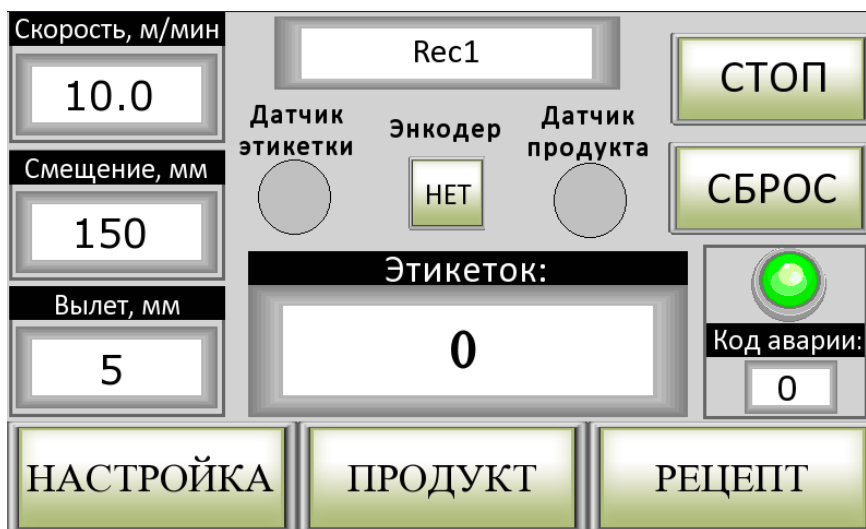 Скорость, м/мин
10.0
Rec1
СТОП
Датчик
этикетки
Энкодер
НЕТ
Датчик
продукта
Смещение, мм
150
СБРОС
Вылет, мм
5
Этикеток:
0
Код аварии:
0
НАСТРОЙКА
ПРОДУКТ
РЕЦЕПТ